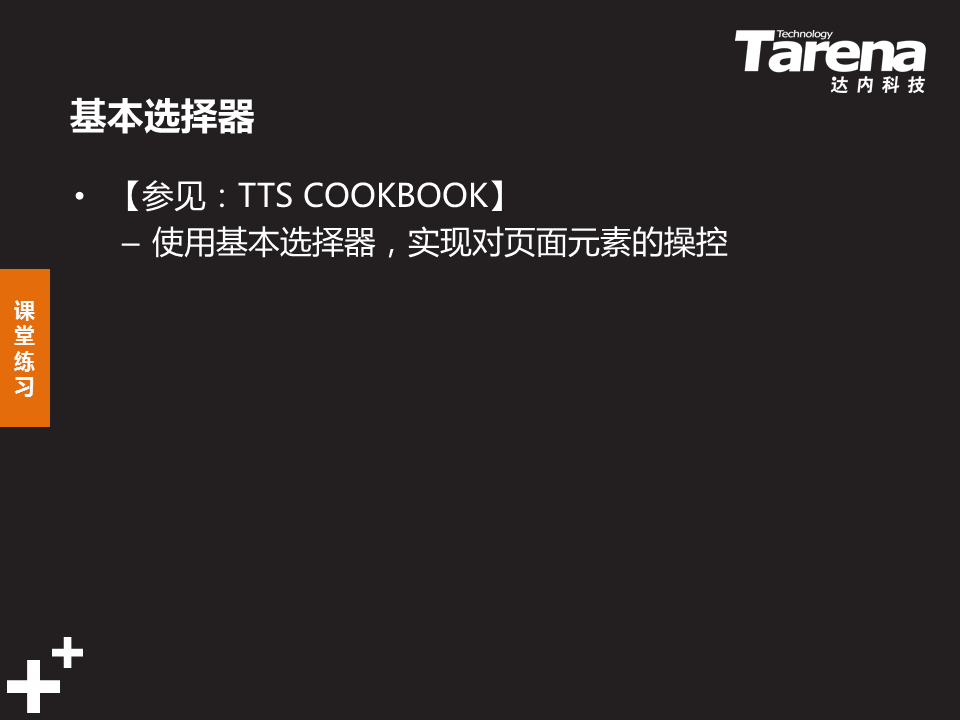 Technology
Tarena
达内科技
基本选择器
• 【参见：TTS COOKBOOK】
– 使用基本选择器，实现对页面元素的操控
课
堂
练
习